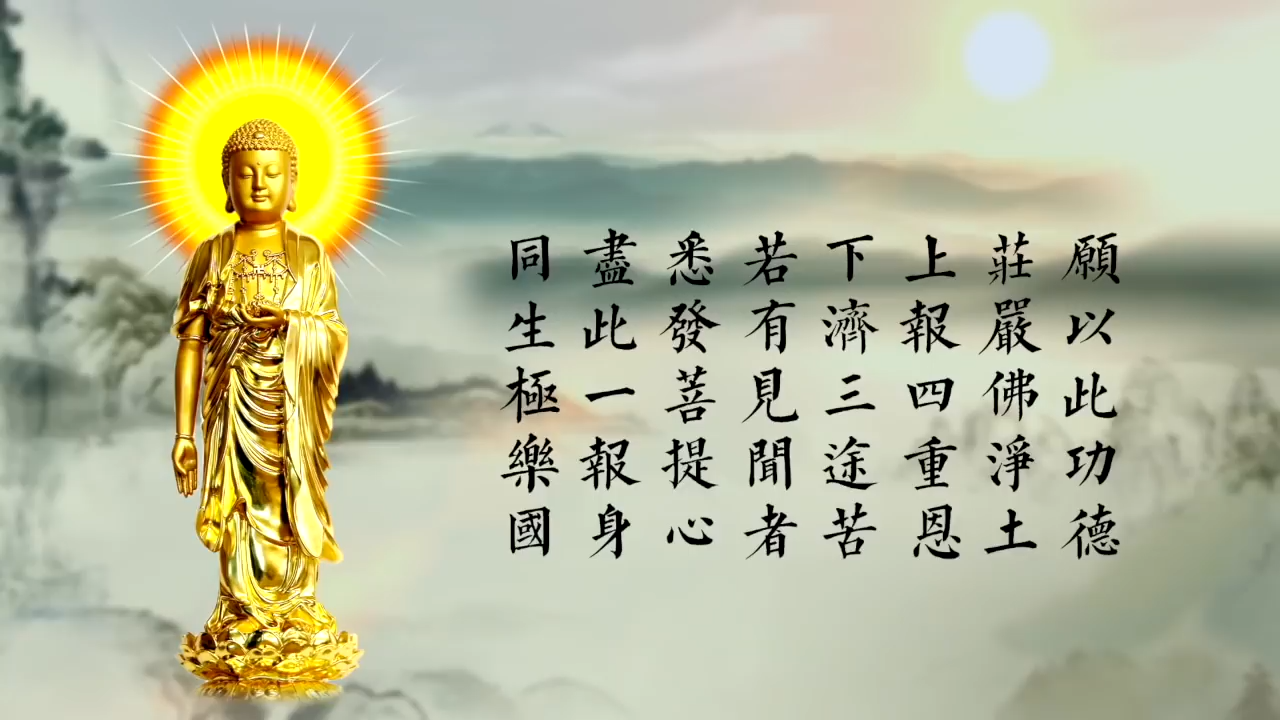 願以此功德
莊嚴佛淨土
上報四重恩
下濟三途苦
若有見聞者
悉發菩提心
盡此一報身
同生極樂國